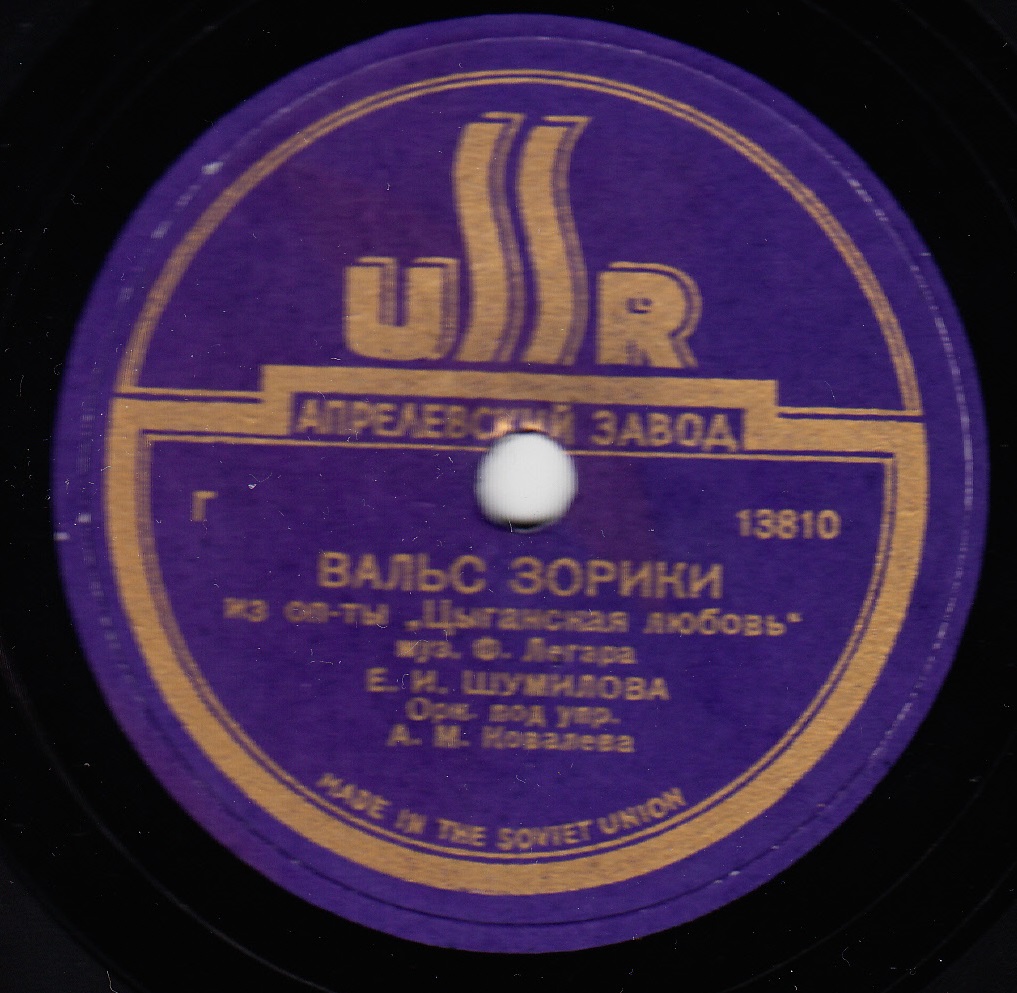 USSR
АПРЕЛЕВСКИЙ ЗАВОД
Г 13810
ВАЛЬС ЗОРИКИ
из оп-ты „Цыганская любовь“
муз. Ф. Легара
Е. И. ШУМИЛОВА
Орк. под упр.
А. М. Ковалева
MADE IN THE SOVIET UNION